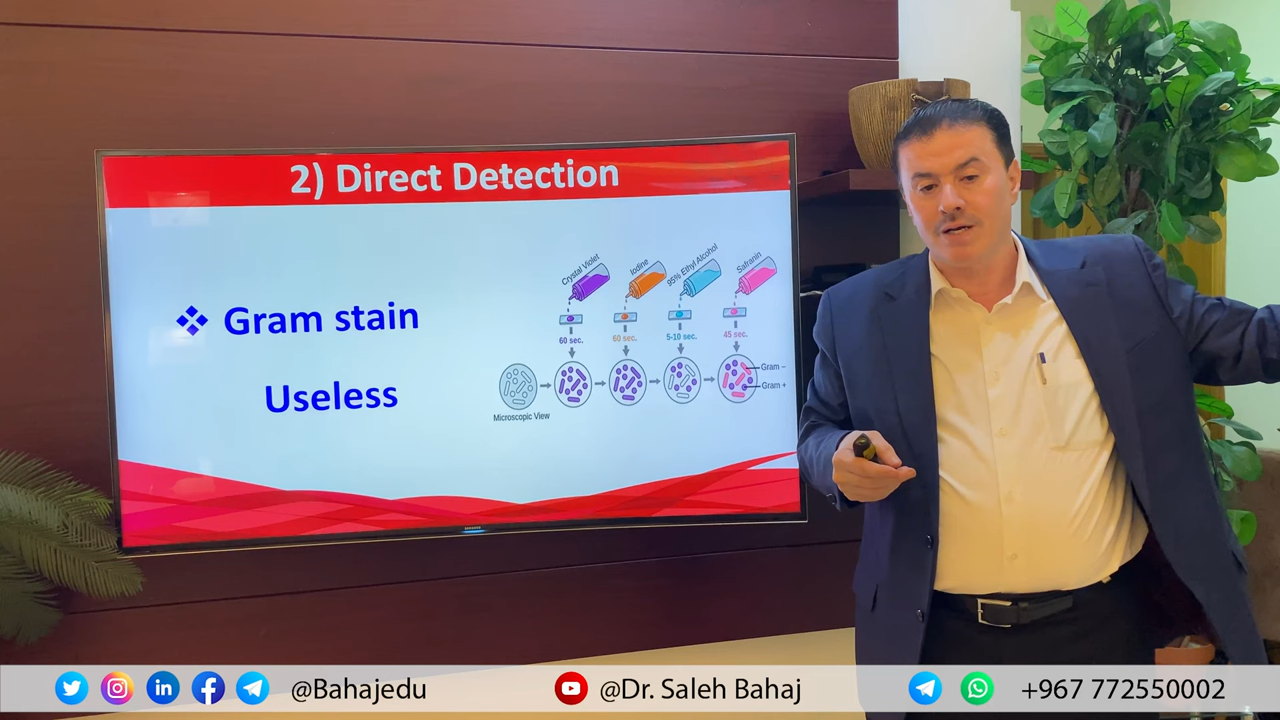 2) Direct Detection
❖ Gram stain
Useless
Crystal Violet
Iodine
95% Ethyl Alcohol
Safranin
60 sec.
60 sec.
5-10 sec.
45 sec.
Gram –
Gram +
Microscopic View
SAMSUNG
@Bahajedu
@Dr. Saleh Bahaj
+967 772550002